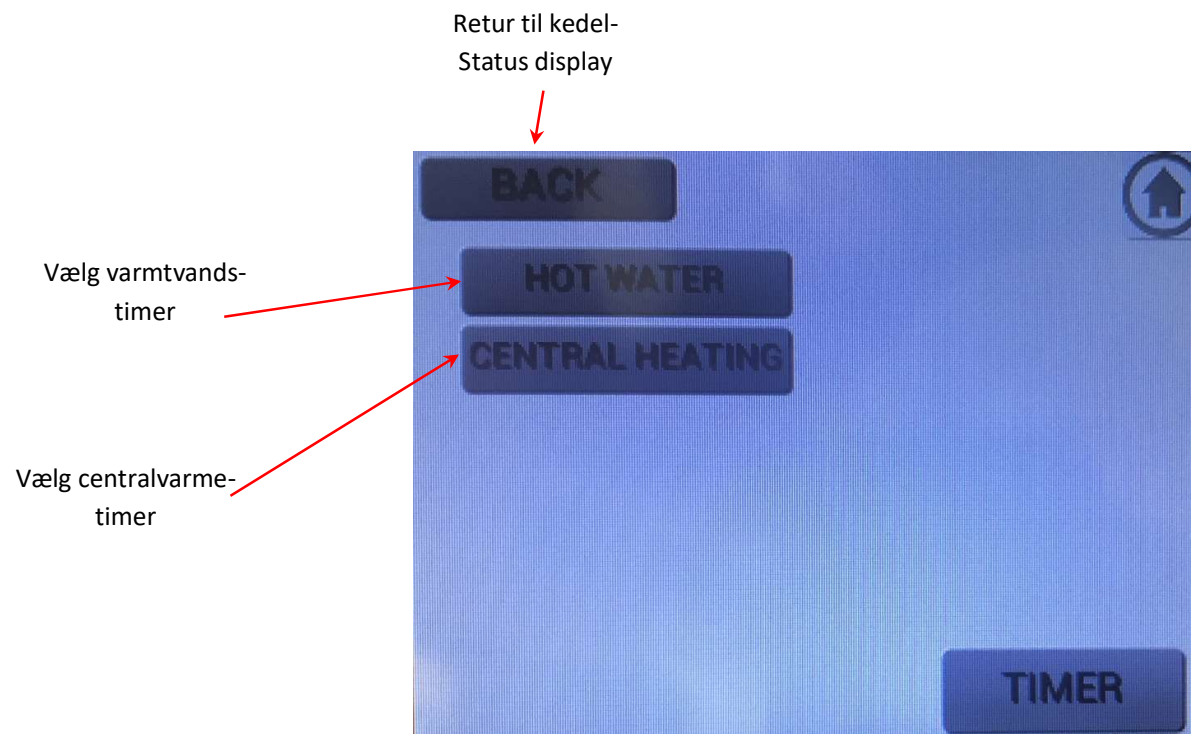 Retur til kedel-
Status display
BACK
Vælg varmtvands-
timer
HOT WATER
CENTRAL HEATING
Vælg centralvarme-
timer
TIMER